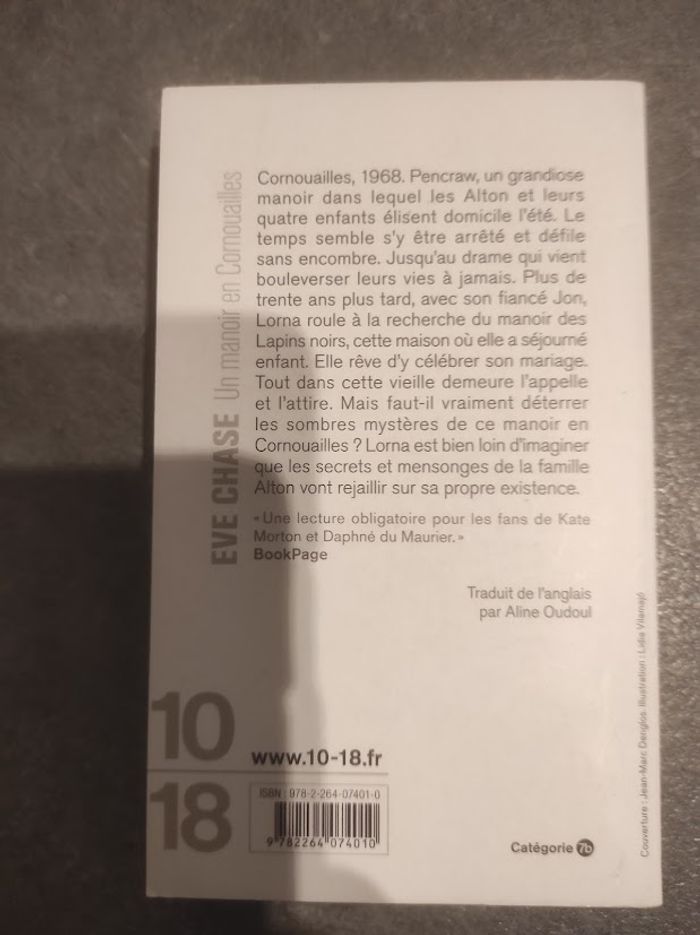 EVE CHASE Un manoir en Cornouailles
Cornouailles, 1968. Pencraw, un grandiose
manoir dans lequel les Alton et leurs
quatre enfants élisent domicile l'été. Le
temps semble s'y être arrêté et défile
sans encombre. Jusqu'au drame qui vient
bouleverser leurs vies à jamais. Plus de
trente ans plus tard, avec son fiancé Jon,
Lorna roule à la recherche du manoir des
Lapins noirs, cette maison où elle a séjourné
enfant. Elle rêve d'y célébrer son mariage.
Tout dans cette vieille demeure l'appelle
et l'attire. Mais faut-il vraiment déterrer
les sombres mystères de ce manoir en
Cornouailles ? Lorna est bien loin d'imaginer
que les secrets et mensonges de la famille
Alton vont rejaillir sur sa propre existence.
« Une lecture obligatoire pour les fans de Kate
Morton et Daphné du Maurier. »
BookPage
Traduit de l'anglais
par Aline Oudoul
10
18
www.10-18.fr
ISBN : 978-2-264-07401-0
9 782264 074010
Catégorie 7b
Couverture : Jean-Marc Denglos. Illustration : Lidia Vilamajó